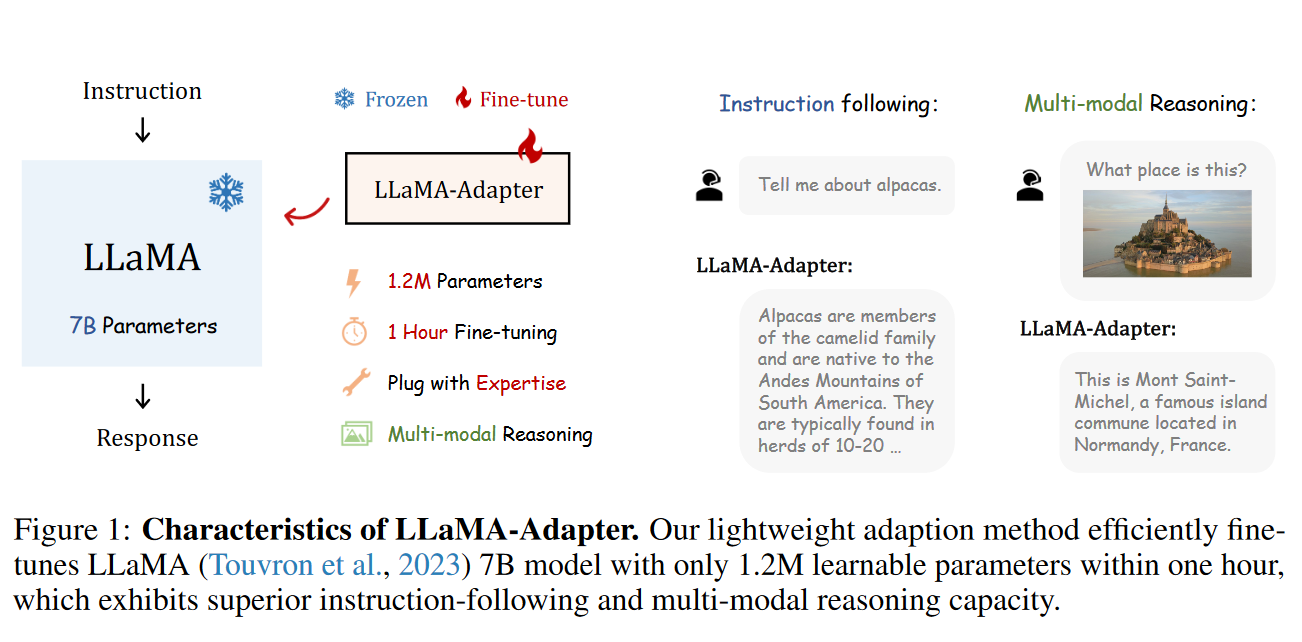 Instruction
LLaMA
7B Parameters
Response
Frozen
Fine-tune
LLaMA-Adapter
1.2M Parameters
1 Hour Fine-tuning
Plug with Expertise
Multi-modal Reasoning
Instruction following:
Tell me about alpacas.
LLaMA-Adapter:
Alpacas are members
of the camelid family
and are native to the
Andes Mountains of
South America. They
are typically found in
herds of 10-20 ...
Multi-modal Reasoning:
What place is this?
LLaMA-Adapter:
This is Mont Saint-
Michel, a famous island
commune located in
Normandy, France.
Figure 1: Characteristics of LLaMA-Adapter. Our lightweight adaption method efficiently fine-
tunes LLaMA (Touvron et al., 2023) 7B model with only 1.2M learnable parameters within one hour,
which exhibits superior instruction-following and multi-modal reasoning capacity.